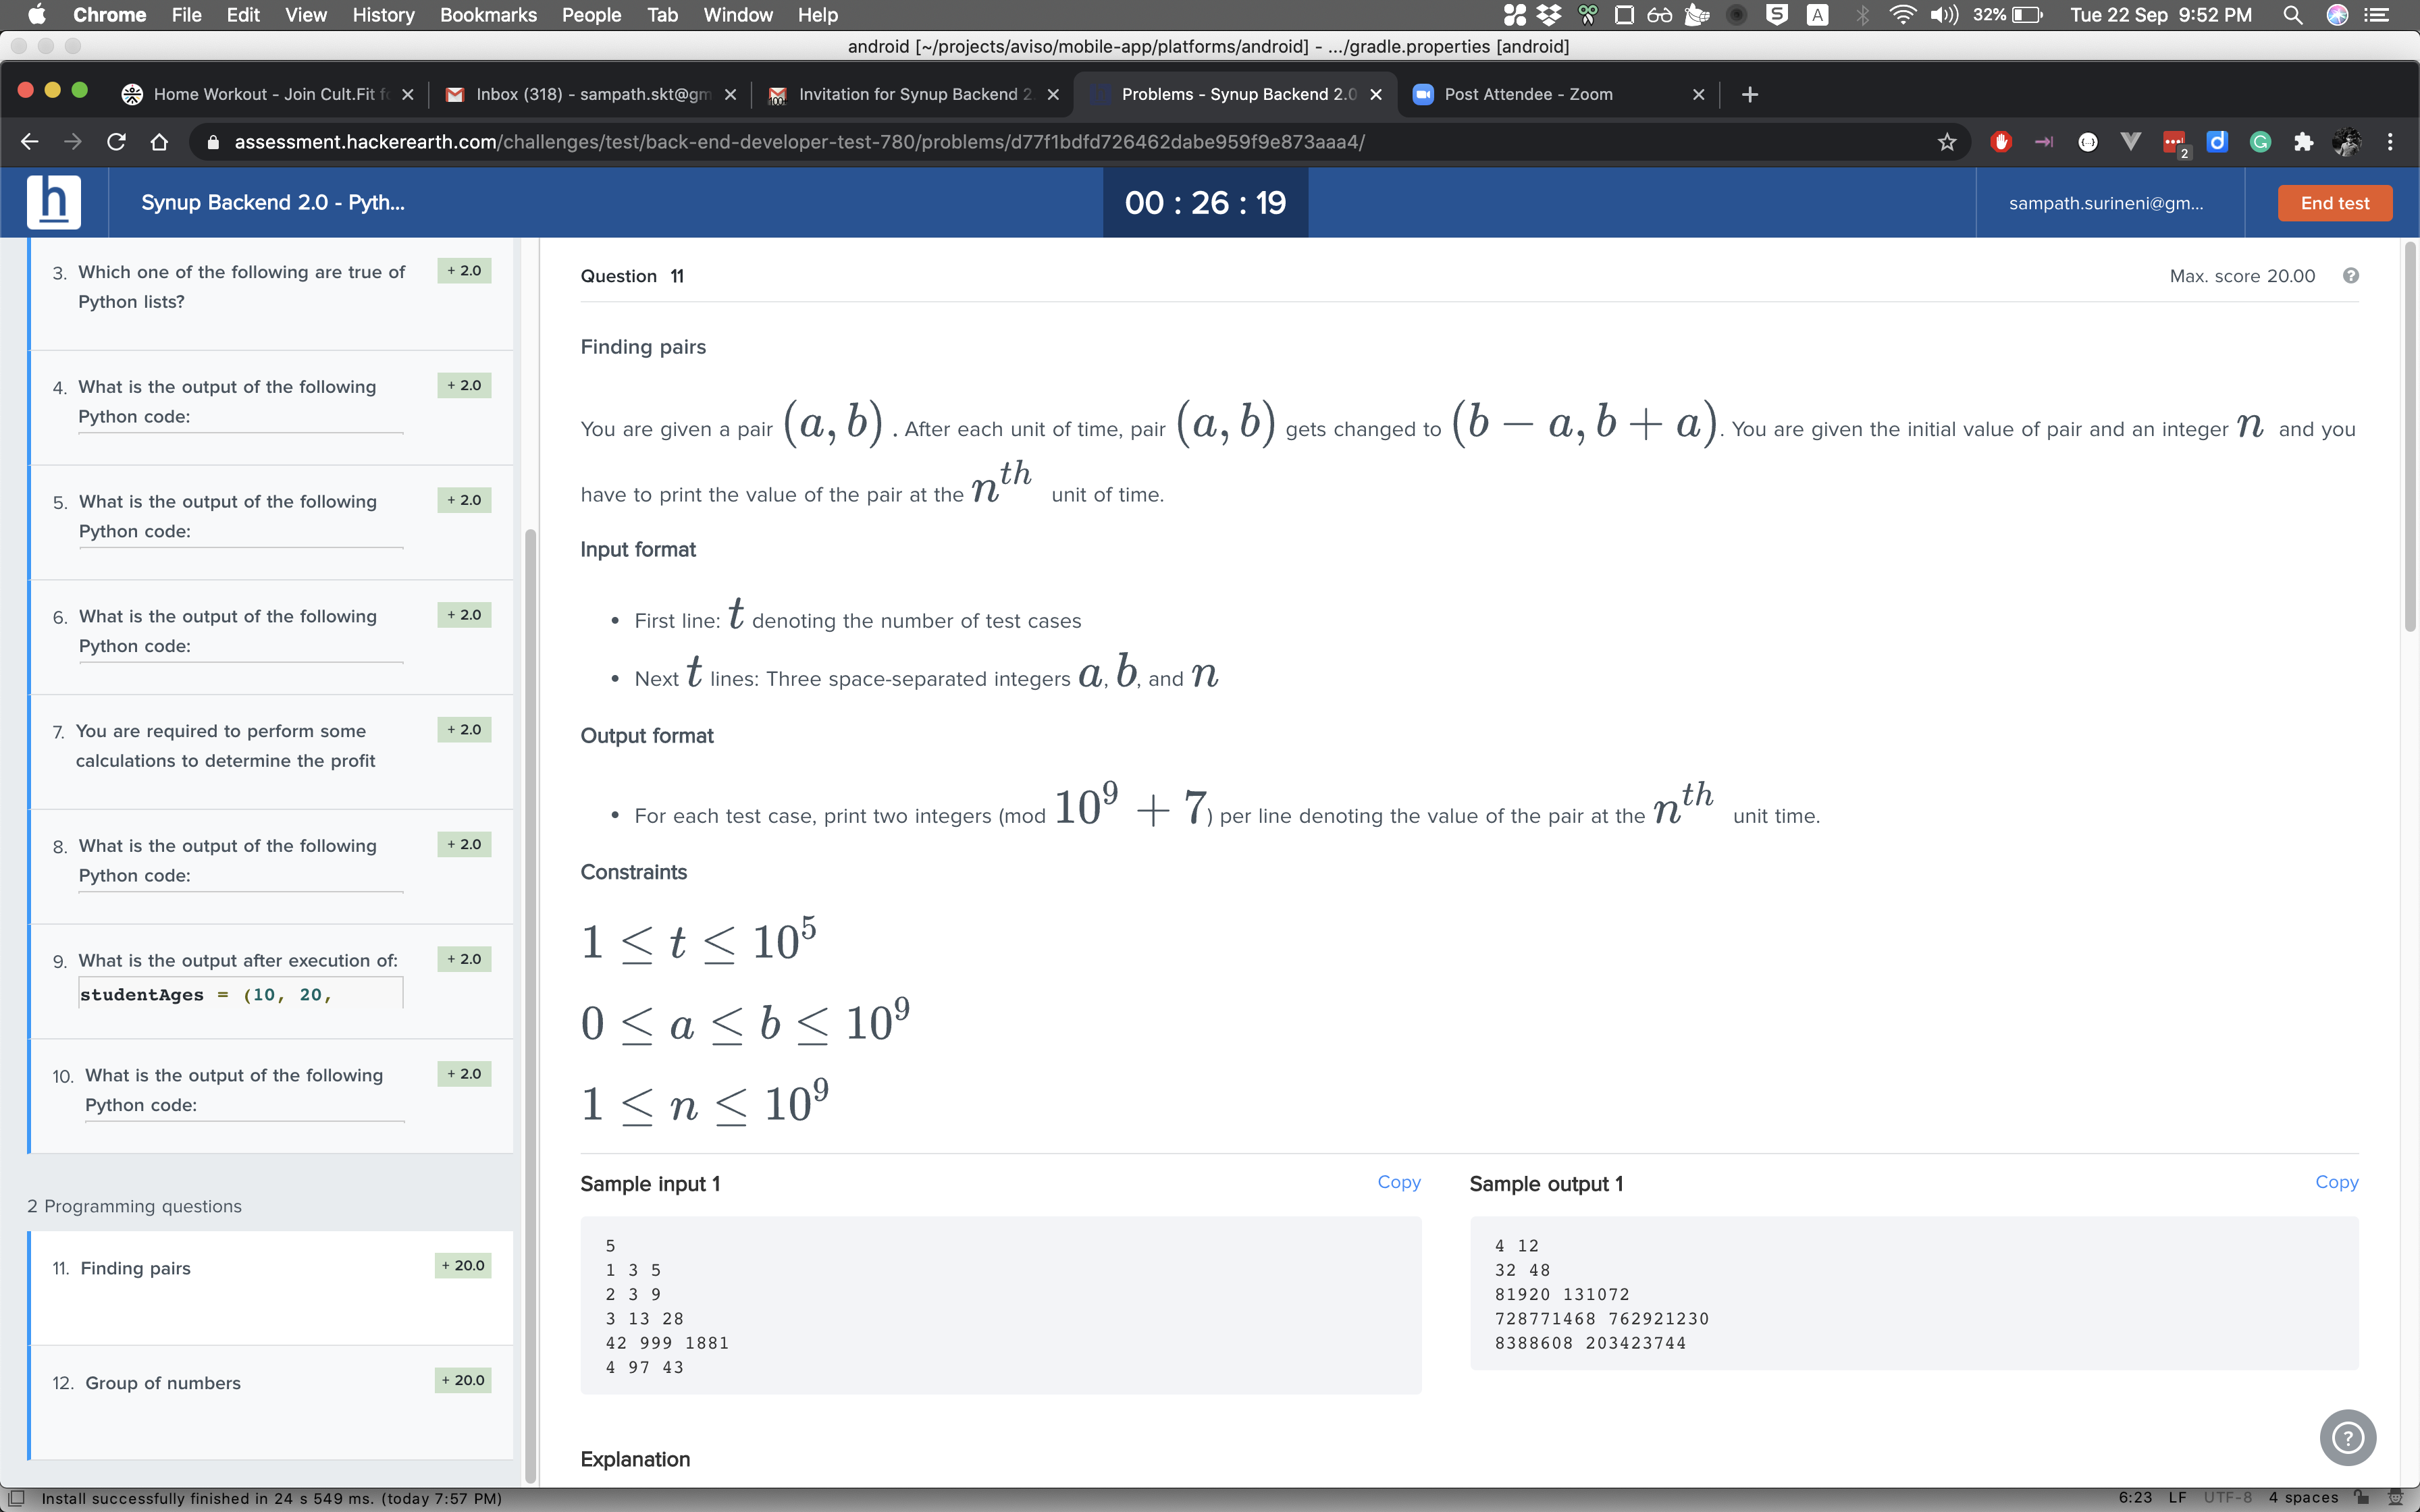 Chrome File Edit View History Bookmarks People Tab Window Help 32% Tue 22 Sep 9:52 PM
android [~/projects/aviso/mobile-app/platforms/android] - .../gradle.properties [android]
Home Workout - Join Cult.Fit Inbox (318) - sampath.skt@gm Invitation for Synup Backend 2 Problems - Synup Backend 2.0 Post Attendee - Zoom
assessment.hackerearth.com/challenges/test/back-end-developer-test-780/problems/d77f1bdfd726462dabe959f9e873aaa4/
h Synup Backend 2.0 - Pyth... 00 : 26 : 19 sampath.surineni@gm... End test
3. Which one of the following are true of + 2.0
Python lists?
4. What is the output of the following + 2.0
Python code:
5. What is the output of the following + 2.0
Python code:
6. What is the output of the following + 2.0
Python code:
7. You are required to perform some + 2.0
calculations to determine the profit
8. What is the output of the following + 2.0
Python code:
9. What is the output after execution of: + 2.0
studentAges = (10, 20,
10. What is the output of the following + 2.0
Python code:
2 Programming questions
11. Finding pairs + 20.0
12. Group of numbers + 20.0
Question 11 Max. score 20.00
Finding pairs
You are given a pair (a, b) . After each unit of time, pair (a, b) gets changed to (b − a, b + a). You are given the initial value of pair and an integer n and you
have to print the value of the pair at the nth unit of time.
Input format
• First line: t denoting the number of test cases
• Next t lines: Three space-separated integers a, b, and n
Output format
• For each test case, print two integers (mod 10⁹ + 7) per line denoting the value of the pair at the nth unit time.
Constraints
1 ≤ t ≤ 10⁵
0 ≤ a ≤ b ≤ 10⁹
1 ≤ n ≤ 10⁹
Sample input 1 Copy
5
1 3 5
2 3 9
3 13 28
42 999 1881
4 97 43
Sample output 1 Copy
4 12
32 48
81920 131072
728771468 762921230
8388608 203423744
Explanation
Install successfully finished in 24 s 549 ms. (today 7:57 PM) 6:23 LF UTF-8 4 spaces